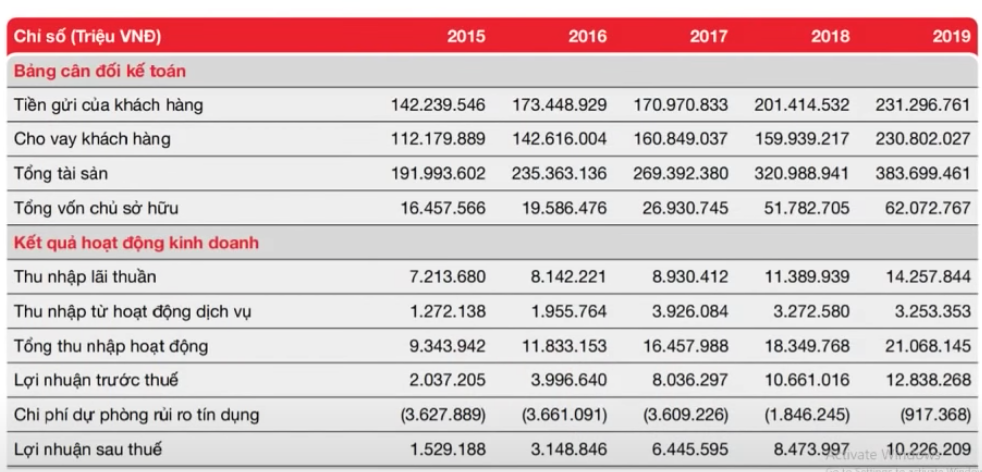 Chỉ số (Triệu VNĐ) 2015 2016 2017 2018 2019
Bảng cân đối kế toán
Tiền gửi của khách hàng 142.239.546 173.448.929 170.970.833 201.414.532 231.296.761
Cho vay khách hàng 112.179.889 142.616.004 160.849.037 159.939.217 230.802.027
Tổng tài sản 191.993.602 235.363.136 269.392.380 320.988.941 383.699.461
Tổng vốn chủ sở hữu 16.457.566 19.586.476 26.930.745 51.782.705 62.072.767
Kết quả hoạt động kinh doanh
Thu nhập lãi thuần 7.213.680 8.142.221 8.930.412 11.389.939 14.257.844
Thu nhập từ hoạt động dịch vụ 1.272.138 1.955.764 3.926.084 3.272.580 3.253.353
Tổng thu nhập hoạt động 9.343.942 11.833.153 16.457.988 18.349.768 21.068.145
Lợi nhuận trước thuế 2.037.205 3.996.640 8.036.297 10.661.016 12.838.268
Chi phí dự phòng rủi ro tín dụng (3.627.889) (3.661.091) (3.609.226) (1.846.245) (917.368)
Lợi nhuận sau thuế 1.529.188 3.148.846 6.445.595 8.473.997 10.226.209
Activate Windows